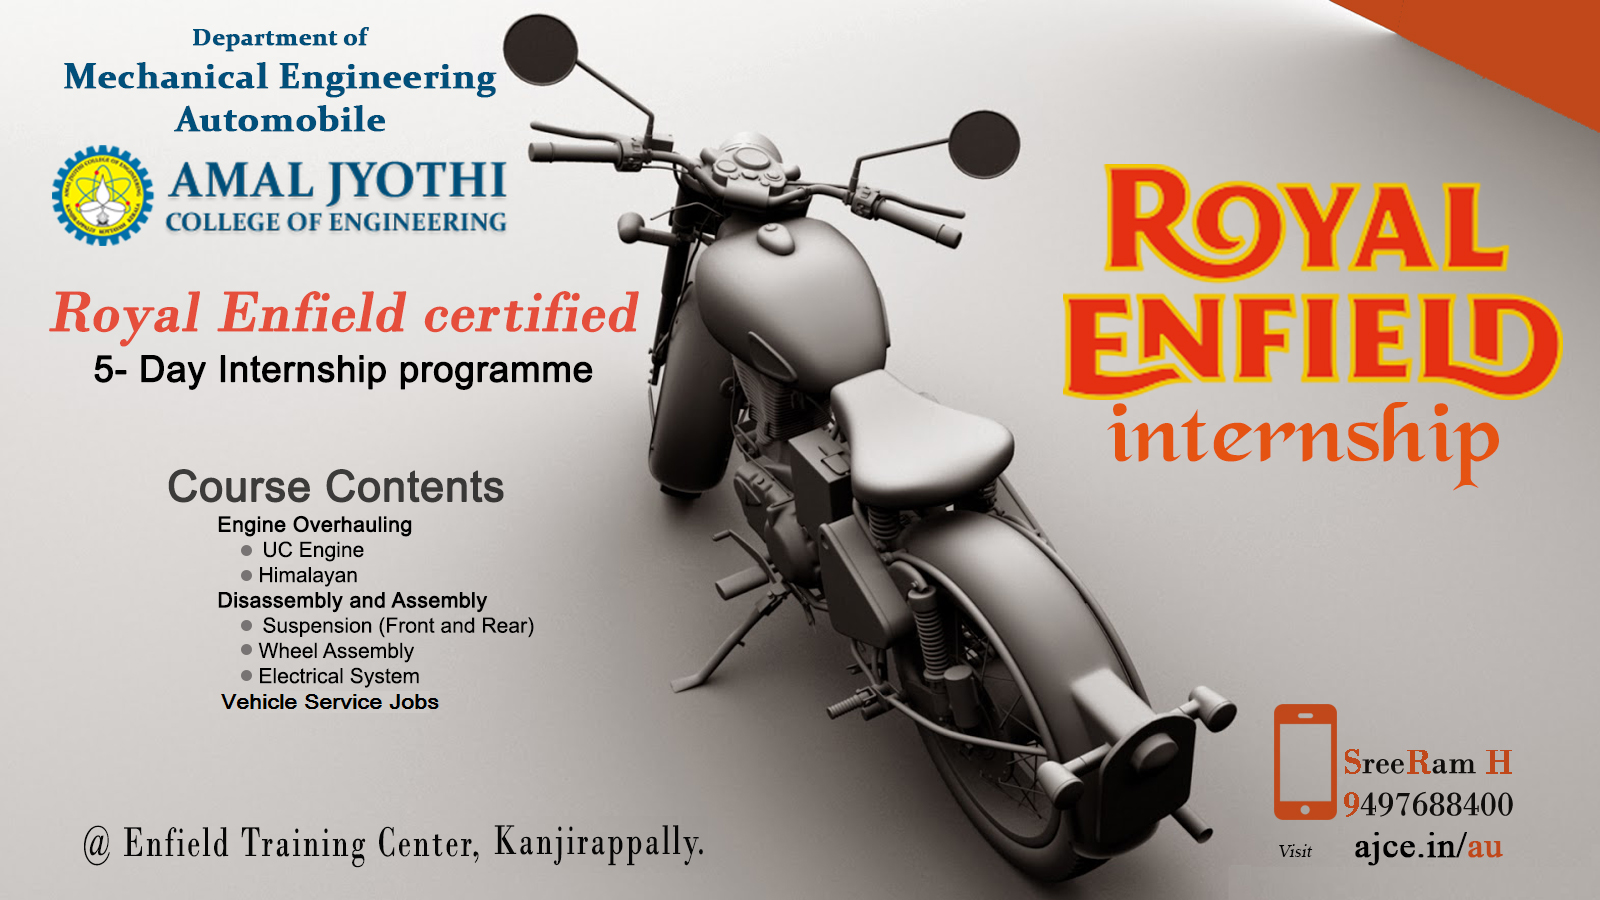 Department of
Mechanical Engineering
Automobile
AMAL JYOTHI
COLLEGE OF ENGINEERING
Royal Enfield certified
5- Day Internship programme
Course Contents
Engine Overhauling
UC Engine
Himalayan
Disassembly and Assembly
Suspension (Front and Rear)
Wheel Assembly
Electrical System
Vehicle Service Jobs
@ Enfield Training Center, Kanjirappally.
ROYAL
ENFIELD
internship
SreeRam H
9497688400
Visit ajce.in/au